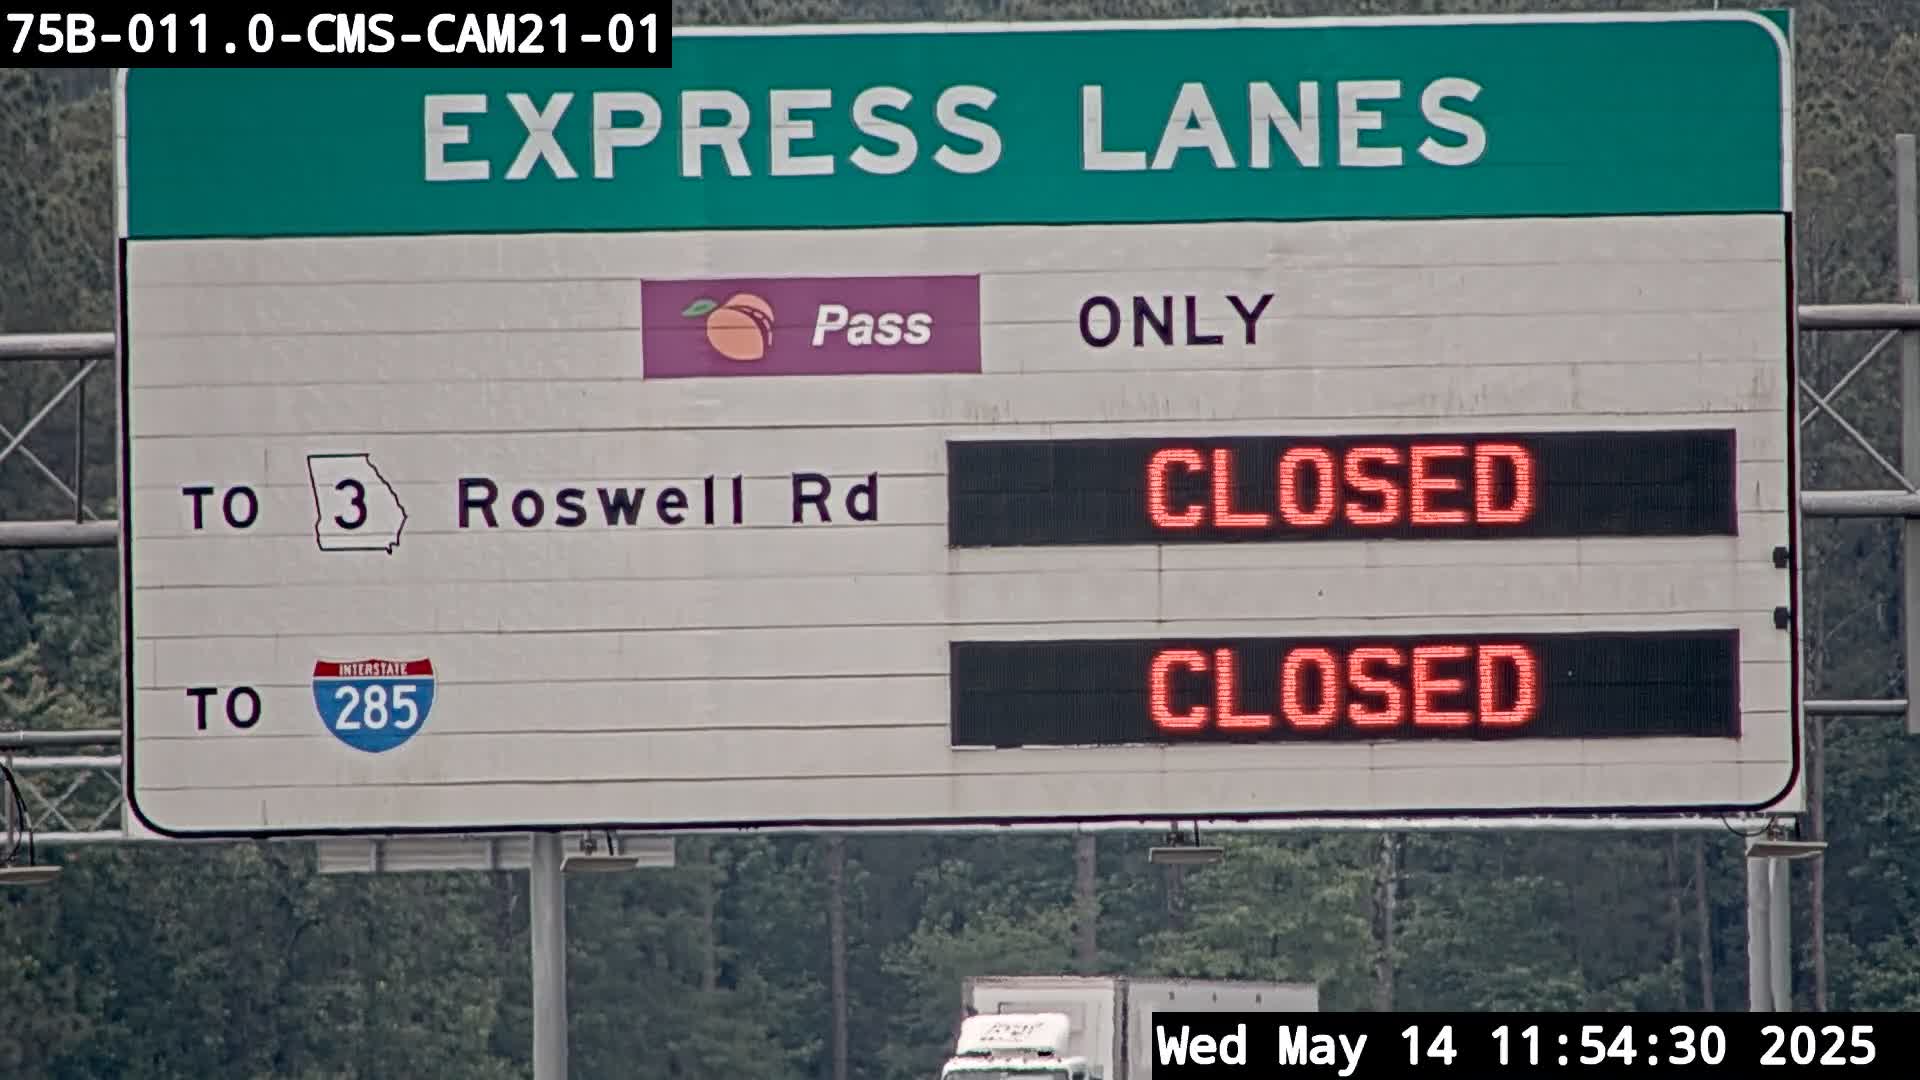 75B-011.0-CMS-CAM21-01
EXPRESS LANES
Pass ONLY
TO 3 Roswell Rd CLOSED
TO INTERSTATE 285 CLOSED
Wed May 14 11:54:30 2025